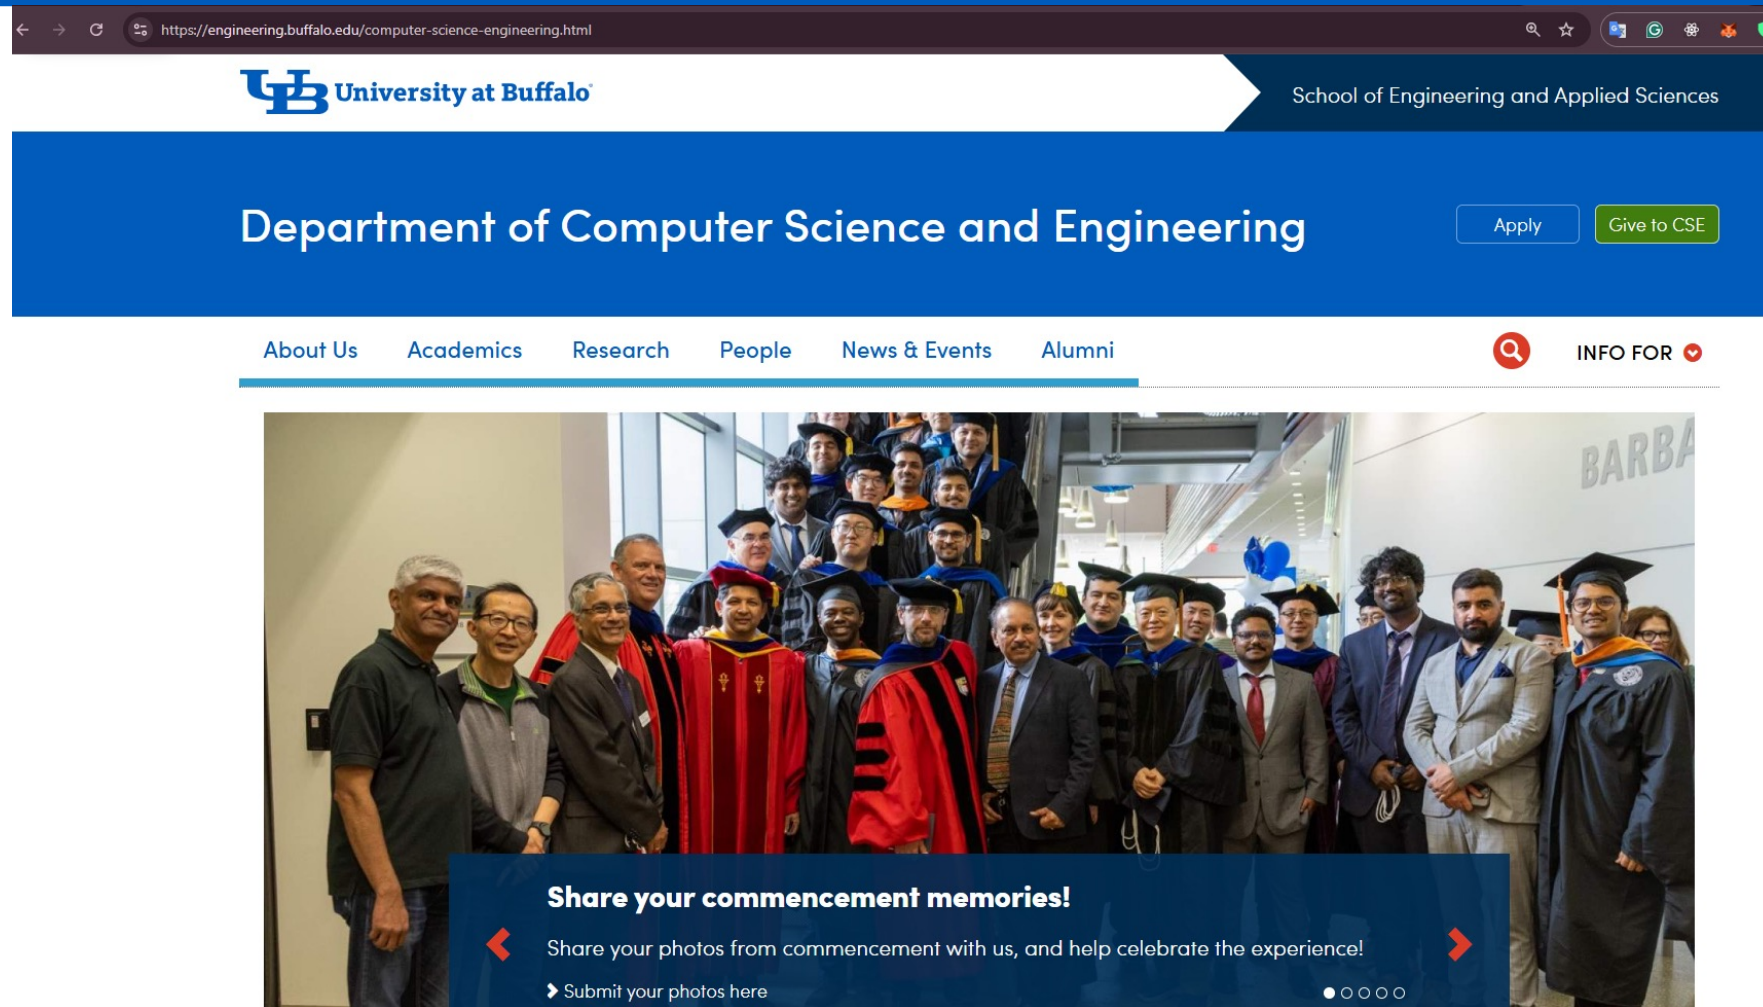 https://engineering.buffalo.edu/computer-science-engineering.html
University at Buffalo
School of Engineering and Applied Sciences
Department of Computer Science and Engineering
Apply
Give to CSE
About Us
Academics
Research
People
News & Events
Alumni
INFO FOR
BARBA
Share your commencement memories!
Share your photos from commencement with us, and help celebrate the experience!
Submit your photos here